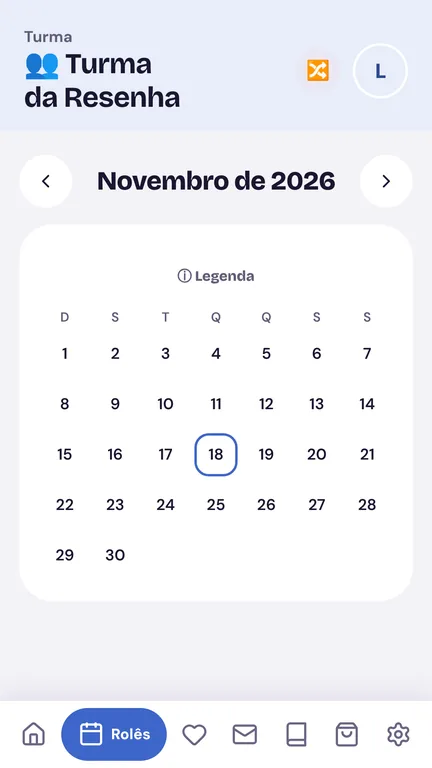 Turma
👥 Turma
da Resenha
🔀
L
Novembro de 2026
ⓘ Legenda
D S T Q Q S S
1 2 3 4 5 6 7
8 9 10 11 12 13 14
15 16 17 18 19 20 21
22 23 24 25 26 27 28
29 30
Rolês